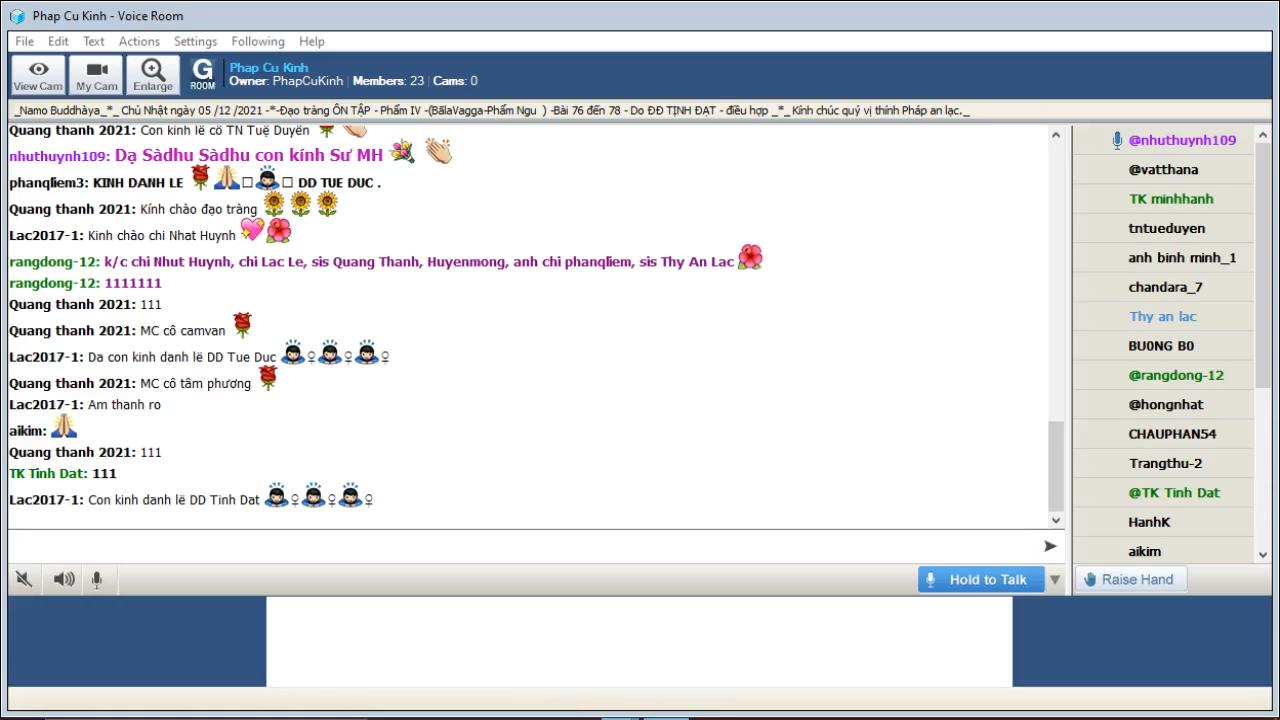 Phap Cu Kinh - Voice Room
File Edit Text Actions Settings Following Help
View Cam My Cam Enlarge G ROOM
Phap Cu Kinh
Owner: PhapCuKinh | Members: 23 | Cams: 0
_Namo Buddhàya_*_ Chủ Nhật ngày 05 /12 /2021 -*-Đạo tràng ÔN TẬP - Phẩm IV -(BãlaVagga-Phẩm Ngu ) -Bài 76 đến 78 - Do ĐĐ TỊNH ĐẠT - điều hợp _*_Kính chúc quý vị thính Pháp an lạc._
Quang thanh 2021: Con kinh lễ cô TN Tuệ Duyên
nhuthuynh109: Dạ Sàdhu Sàdhu con kính Sư MH
phanqliem3: KINH DANH LE □ □ DD TUE DUC .
Quang thanh 2021: Kính chào đạo tràng
Lac2017-1: Kinh chào chi Nhat Huynh
rangdong-12: k/c chi Nhut Huynh, chi Lac Le, sis Quang Thanh, Huyenmong, anh chi phanqliem, sis Thy An Lac
rangdong-12: 1111111
Quang thanh 2021: 111
Quang thanh 2021: MC cô camvan
Lac2017-1: Da con kinh danh lễ DD Tue Duc ♀ ♀ ♀
Quang thanh 2021: MC cô tâm phương
Lac2017-1: Am thanh ro
aikim:
Quang thanh 2021: 111
TK Tinh Dat: 111
Lac2017-1: Con kinh danh lễ DD Tinh Dat ♀ ♀ ♀
@nhuthuynh109
@vatthana
TK minhhanh
tntueduyen
anh binh minh_1
chandara_7
Thy an lac
BU0NG B0
@rangdong-12
@hongnhat
CHAUPHAN54
Trangthu-2
@TK Tinh Dat
HanhK
aikim
Hold to Talk
Raise Hand